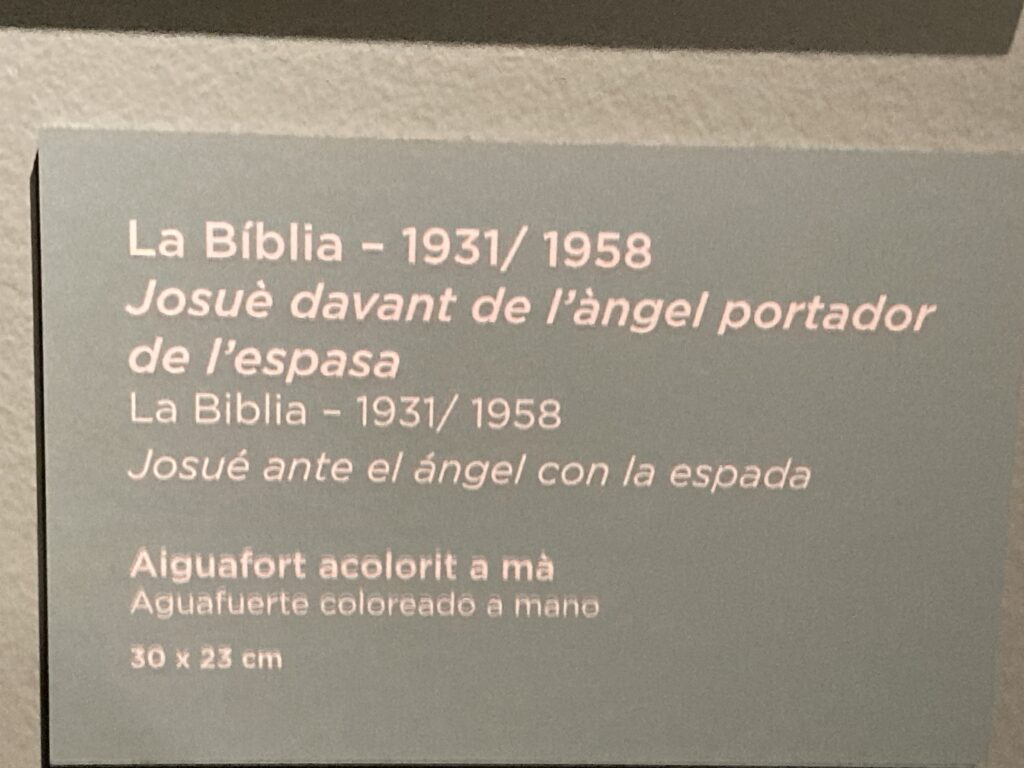 La Bíblia – 1931/ 1958
Josuè davant de l'àngel portador
de l'espasa
La Biblia – 1931/ 1958
Josué ante el ángel con la espada
Aiguafort acolorit a mà
Aguafuerte coloreado a mano
30 x 23 cm